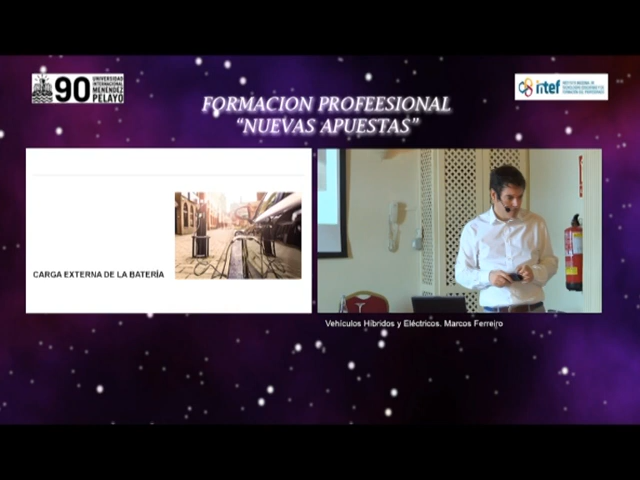 90
UNIVERSIDAD
INTERNACIONAL
MENÉNDEZ
PELAYO
intef
FORMACION PROFEESIONAL
“NUEVAS APUESTAS”
CARGA EXTERNA DE LA BATERÍA
Vehículos Híbridos y Eléctricos. Marcos Ferreiro